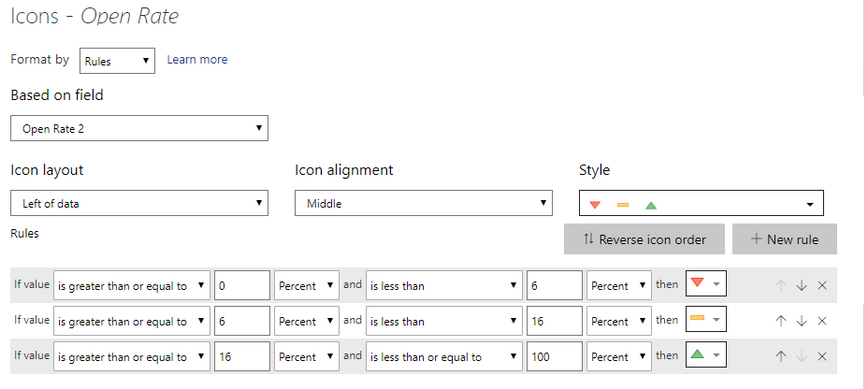 Icons - Open Rate
Format by Rules Learn more
Based on field
Open Rate 2
Icon layout Icon alignment Style
Left of data Middle
Rules Reverse icon order + New rule
If value is greater than or equal to 0 Percent and is less than 6 Percent then
If value is greater than or equal to 6 Percent and is less than 16 Percent then
If value is greater than or equal to 16 Percent and is less than or equal to 100 Percent then